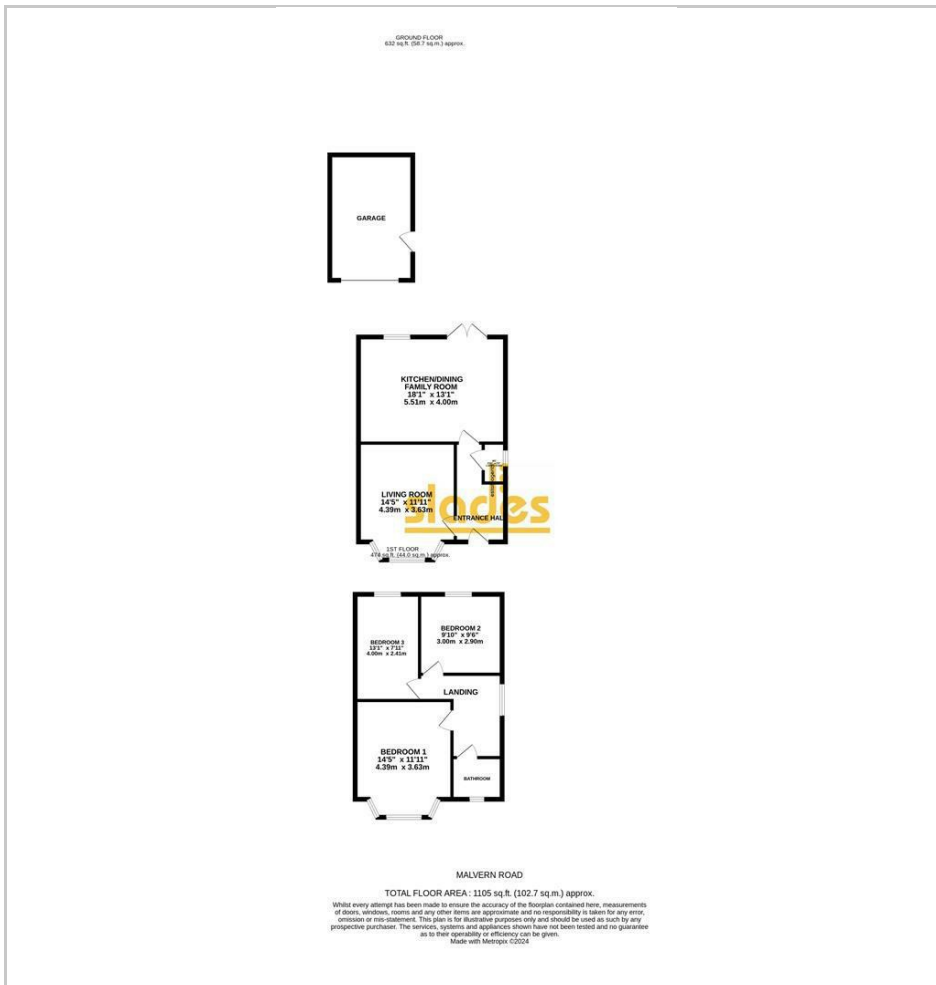 GROUND FLOOR
632 sq.ft. (58.7 sq.m.) approx.
GARAGE
KITCHEN/DINING
FAMILY ROOM
18'1" x 13'1"
5.51m x 4.00m
LIVING ROOM
14'5" x 11'11"
4.39m x 3.63m
slades
ENTRANCE HALL
1ST FLOOR
474 sq.ft. (44.0 sq.m.) approx.
BEDROOM 3
13'1" x 7'11"
4.00m x 2.41m
BEDROOM 2
9'10" x 9'6"
3.00m x 2.90m
LANDING
BEDROOM 1
14'5" x 11'11"
4.39m x 3.63m
BATHROOM
MALVERN ROAD
TOTAL FLOOR AREA : 1105 sq.ft. (102.7 sq.m.) approx.
Whilst every attempt has been made to ensure the accuracy of the floorplan contained here, measurements
of doors, windows, rooms and any other items are approximate and no responsibility is taken for any error,
omission or mis-statement. This plan is for illustrative purposes only and should be used as such by any
prospective purchaser. The services, systems and appliances shown have not been tested and no guarantee
as to their operability or efficiency can be given.
Made with Metropix ©2024